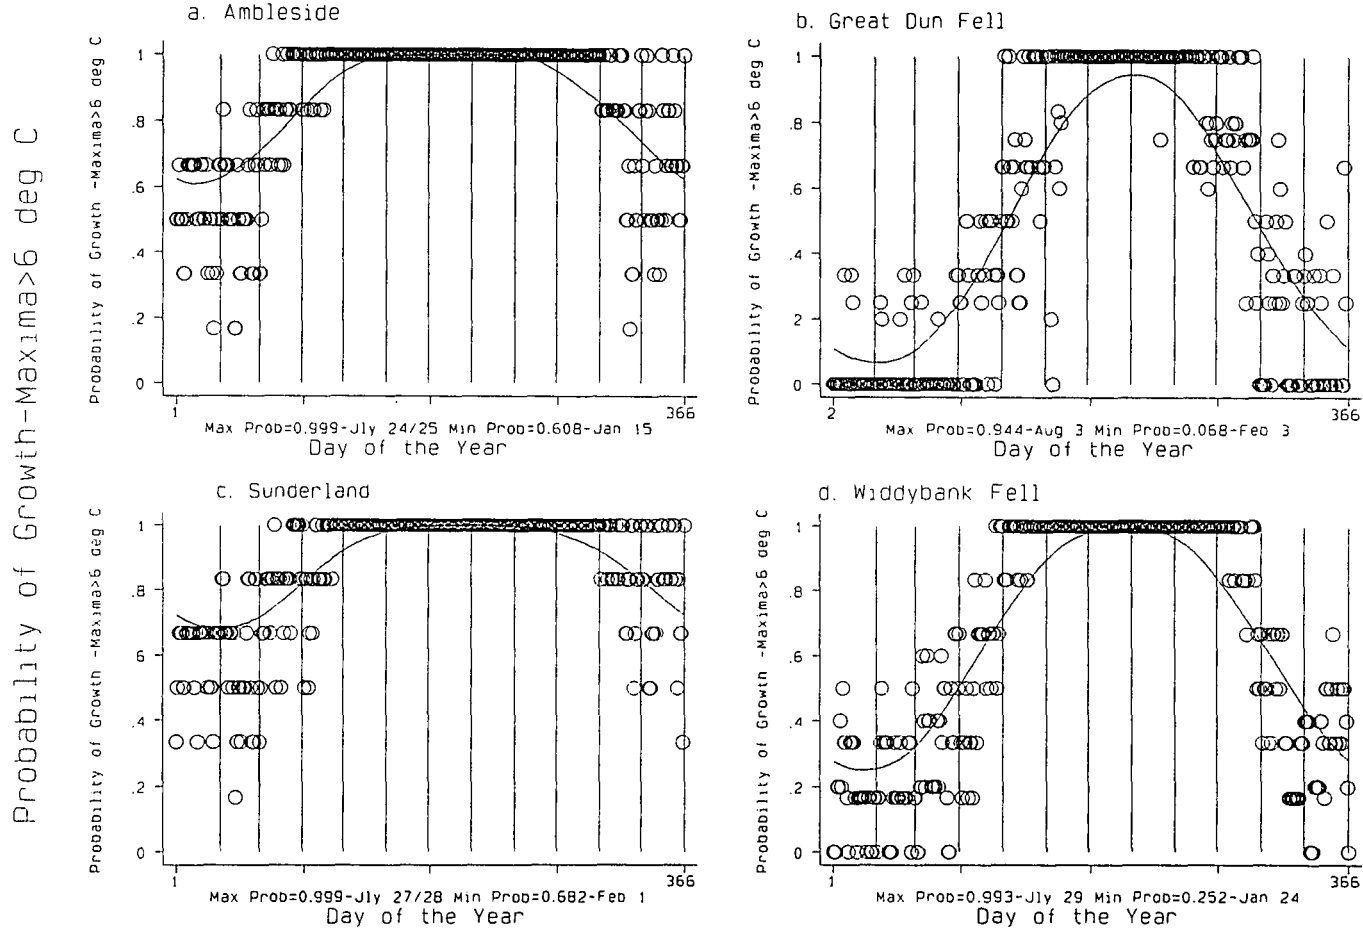 Probability of Growth-Maxima>6 deg C
a. Ambleside
Probability of Growth -Maxima>6 deg C
1
.8
.6
.4
.2
0
1
366
Max Prob=0.999-Jly 24/25 Min Prob=0.608-Jan 15
Day of the Year
b. Great Dun Fell
Probability of Growth -Maxima>6 deg C
1
.8
.6
.4
.2
0
2
366
Max Prob=0.944-Aug 3 Min Prob=0.068-Feb 3
Day of the Year
c. Sunderland
Probability of Growth -Maxima>6 deg C
1
.8
6
.4
.2
0
1
366
Max Prob=0.999-Jly 27/28 Min Prob=0.682-Feb 1
Day of the Year
d. Widdybank Fell
Probability of Growth -Maxima>6 deg C
1
.8
.6
.4
.2
0
1
366
Max Prob=0.993-Jly 29 Min Prob=0.252-Jan 24
Day of the Year